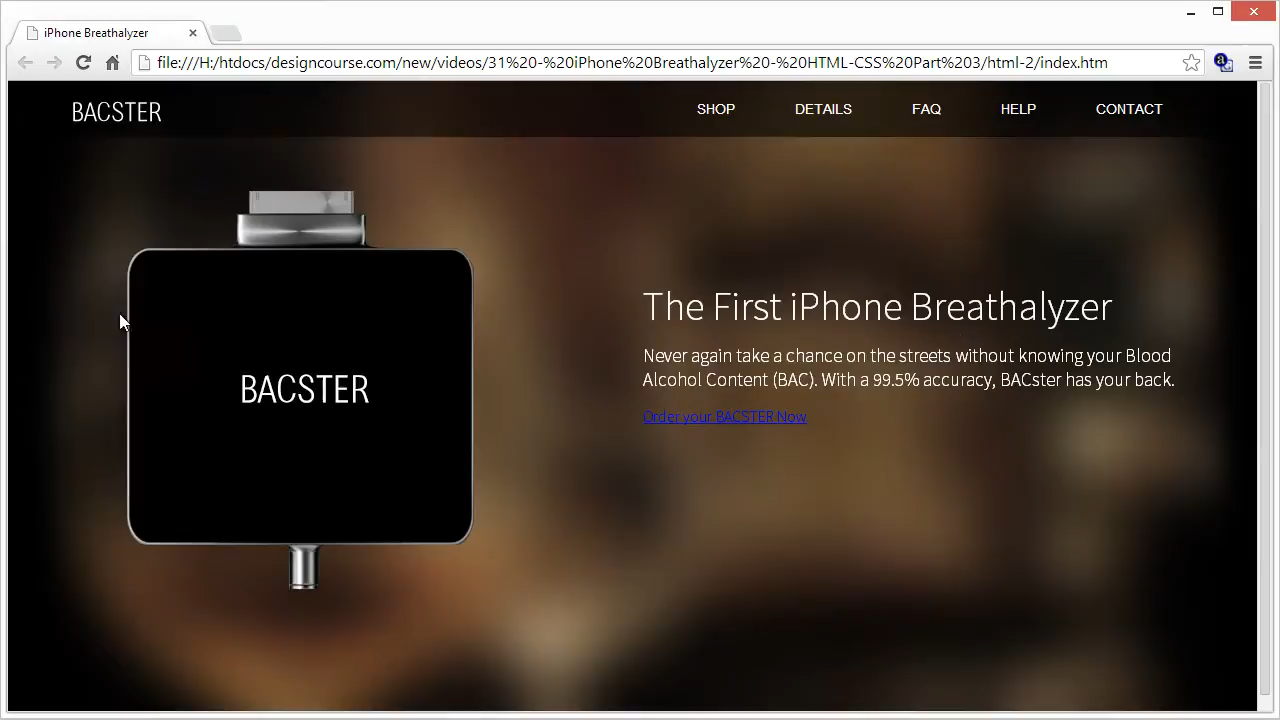 iPhone Breathalyzer
file:///H:/htdocs/designcourse.com/new/videos/31%20-%20iPhone%20Breathalyzer%20-%20HTML-CSS%20Part%203/html-2/index.htm
BACSTER SHOP DETAILS FAQ HELP CONTACT
BACSTER
The First iPhone Breathalyzer
Never again take a chance on the streets without knowing your Blood
Alcohol Content (BAC). With a 99.5% accuracy, BACster has your back.
Order your BACSTER Now